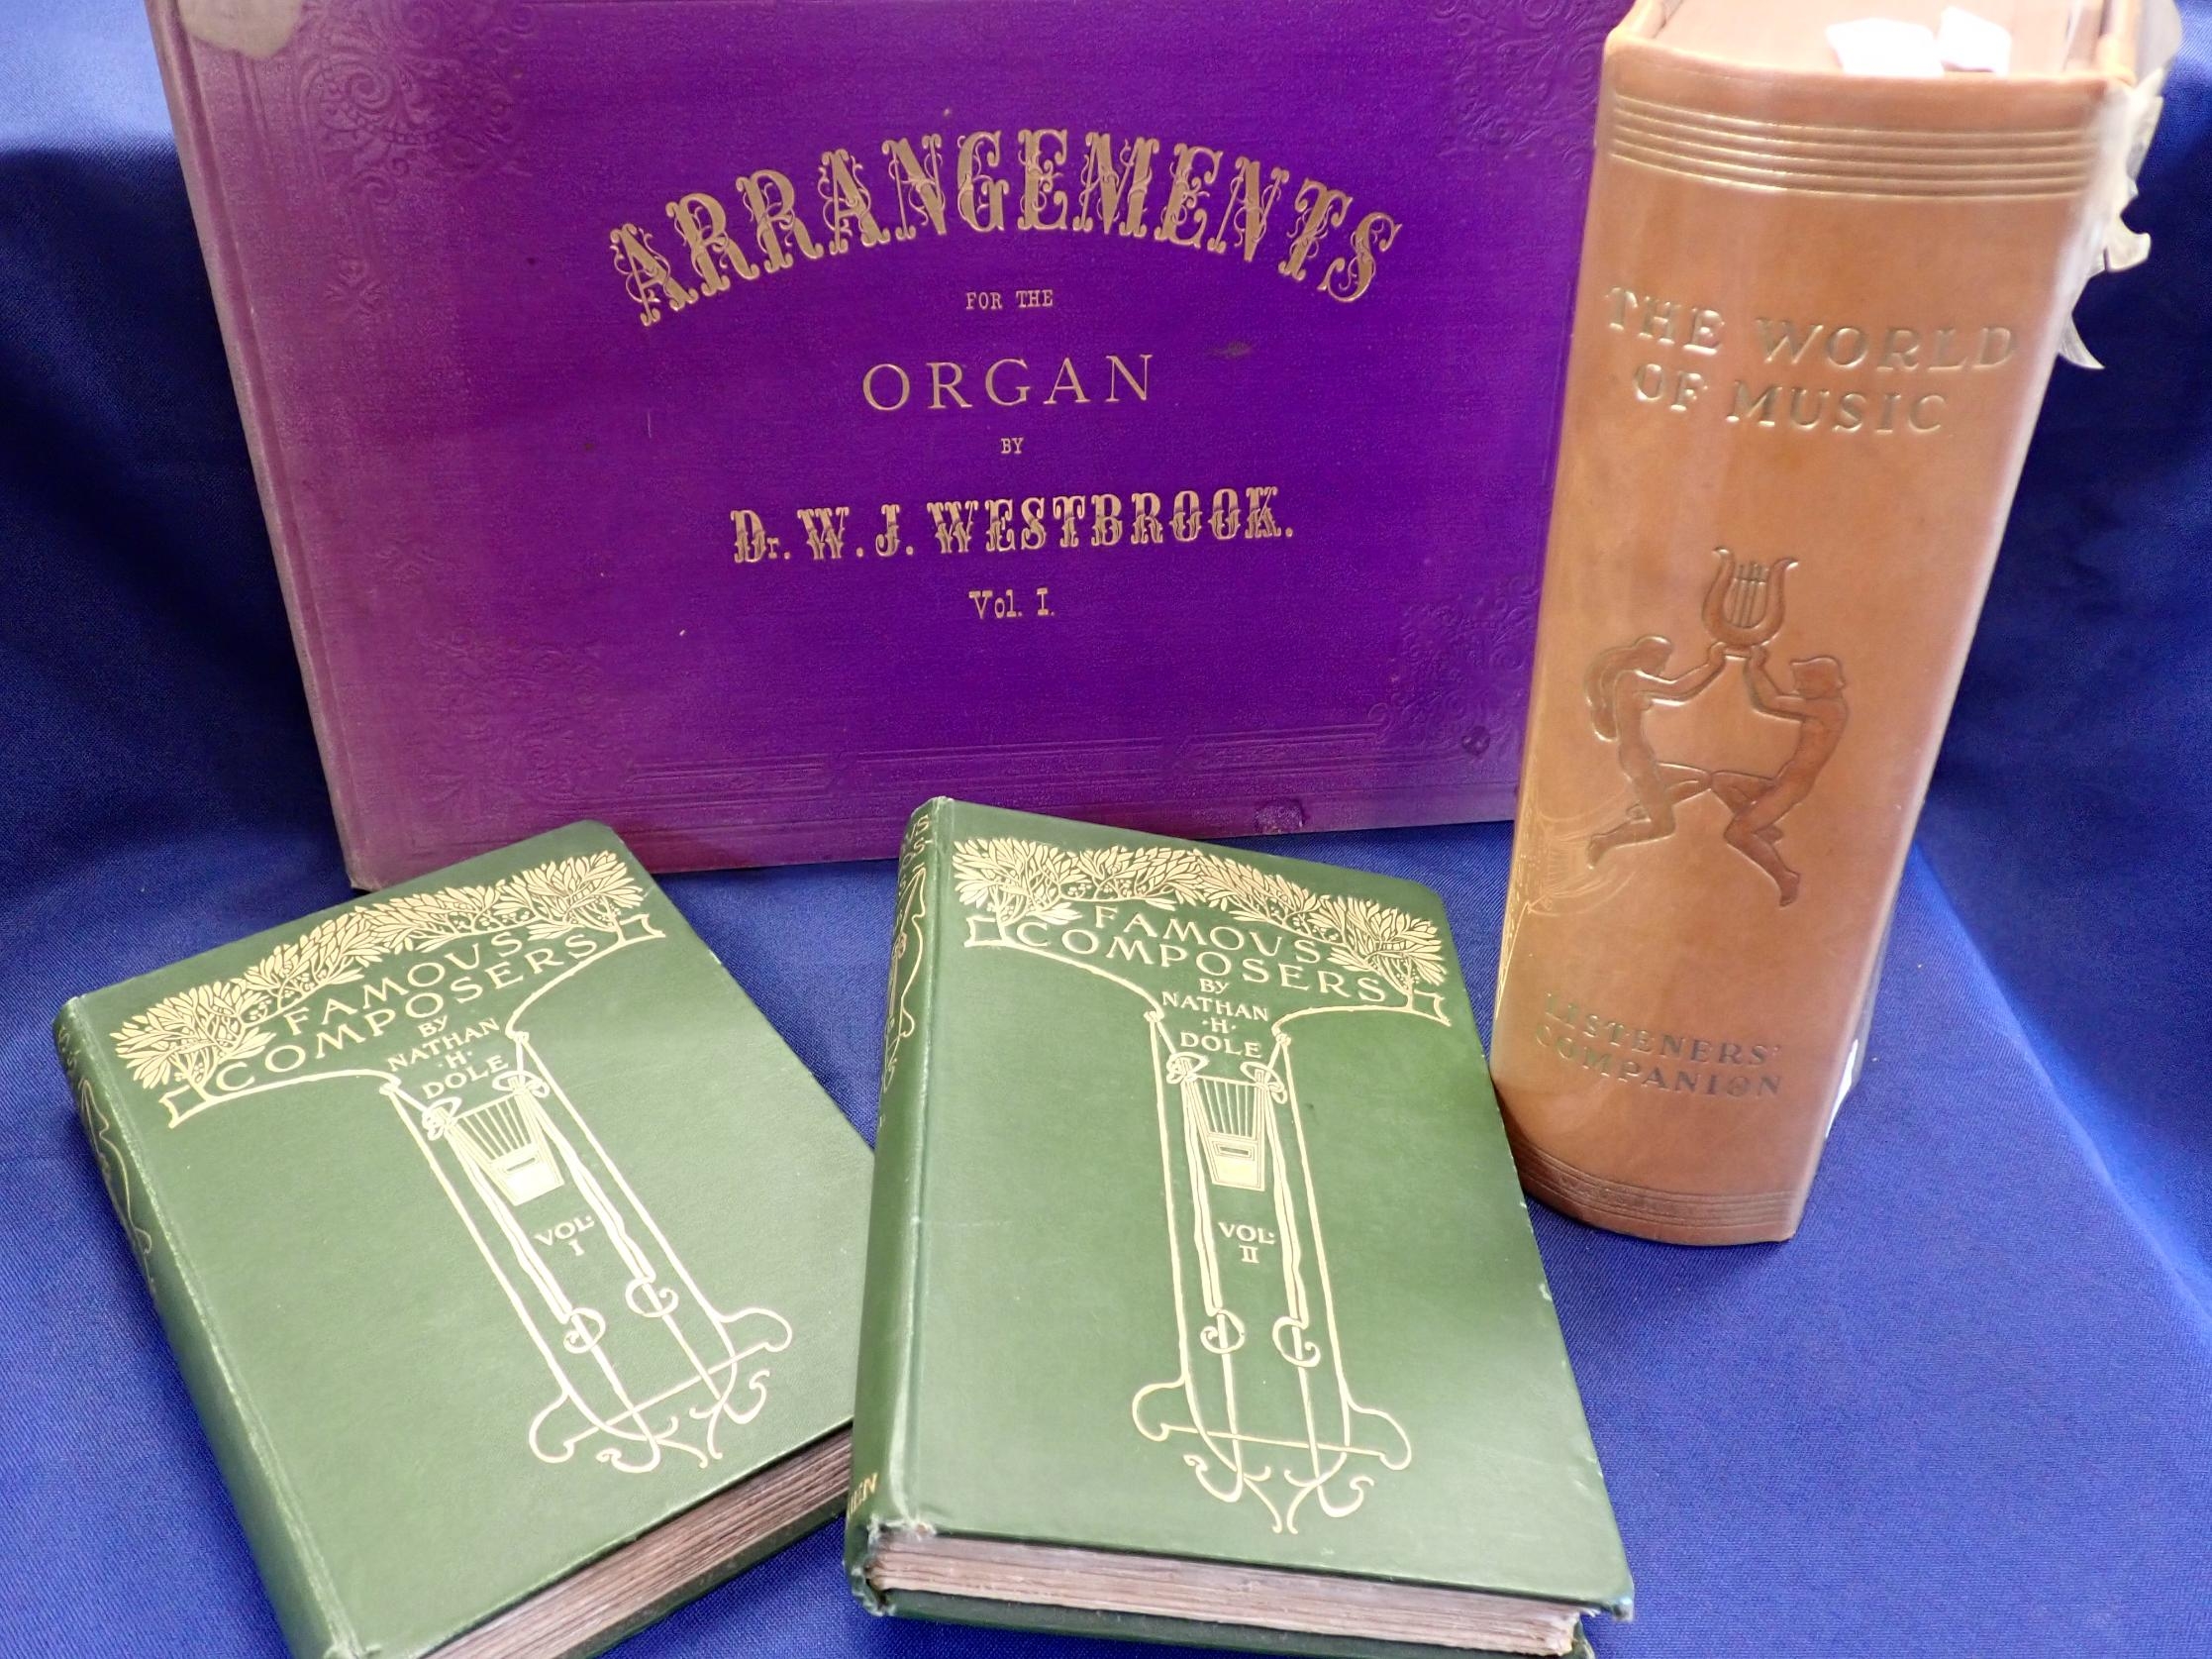 ARRANGEMENTS
FOR THE
ORGAN
BY
Dr. W. J. WESTBROOK.
Vol. I.
THE WORLD
OF MUSIC
LISTENERS'
COMPANION
FAMOUS
COMPOSERS
BY
NATHAN
·H·
DOLE
VOL:
I
FAMOUS
COMPOSERS
BY
NATHAN
·H·
DOLE
VOL:
II